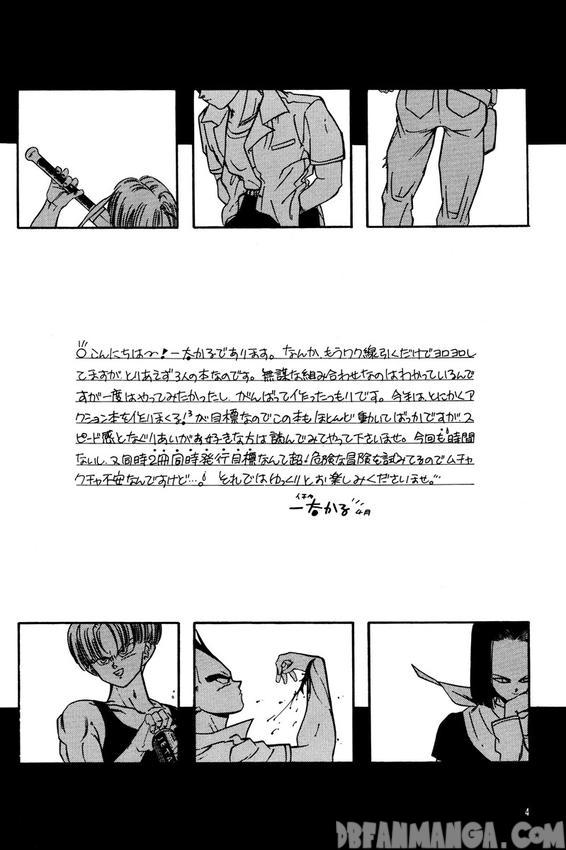 こんにちは〜!一本かるであります。なんか、もうワク線引くだけでヨロヨロし
てますが、とりあえず3人の本なのです。無謀な組み合わせなのはわかっているんで
すが一度はやってみたかったし、がんばって作ったつもりです。今年は、とにかくア
クション本を作りまくる!が目標なのでこの本もほとんど動いてばっかですが、ス
ピード感となぐりあいがお好きな方は読んでみてやって下さいませ。今回も時間
ないし、又同時2冊同時発行目標なんて超危険な冒険を試みてるのでムチャ
クチャ不安なんですけど…。それではゆっくりとお楽しみくださいませ。
かる 4月
4
DBFANMANGA.COM